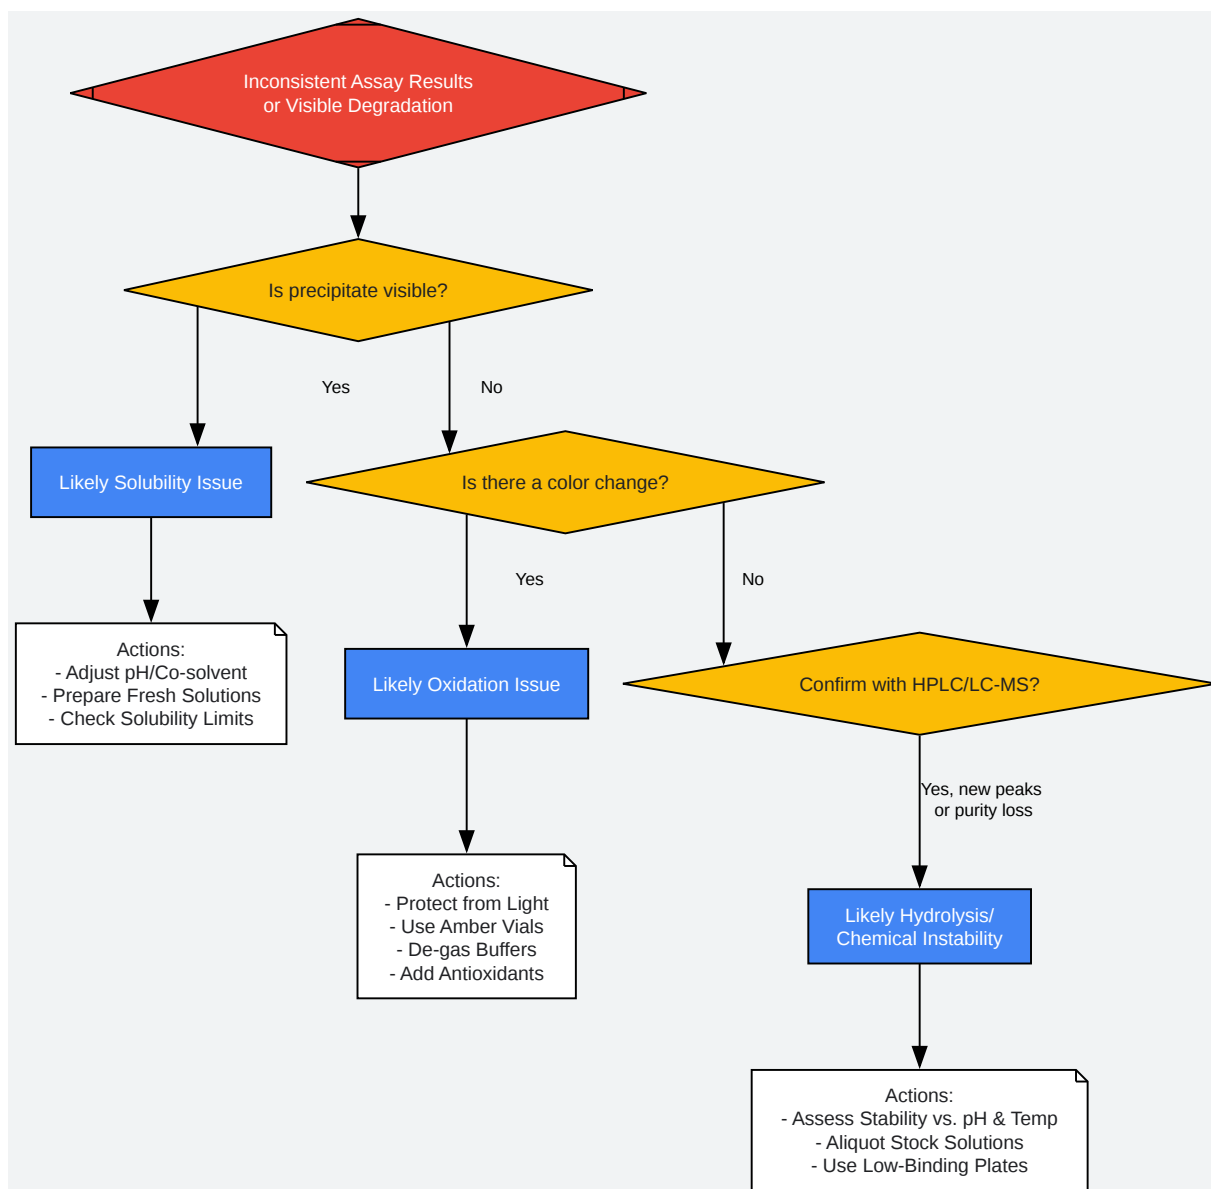 Inconsistent Assay Results
or Visible Degradation
Is precipitate visible?
Yes
No
Likely Solubility Issue
Is there a color change?
Actions:
- Adjust pH/Co-solvent
- Prepare Fresh Solutions
- Check Solubility Limits
Yes
No
Likely Oxidation Issue
Confirm with HPLC/LC-MS?
Actions:
- Protect from Light
- Use Amber Vials
- De-gas Buffers
- Add Antioxidants
Yes, new peaks
or purity loss
Likely Hydrolysis/
Chemical Instability
Actions:
- Assess Stability vs. pH & Temp
- Aliquot Stock Solutions
- Use Low-Binding Plates